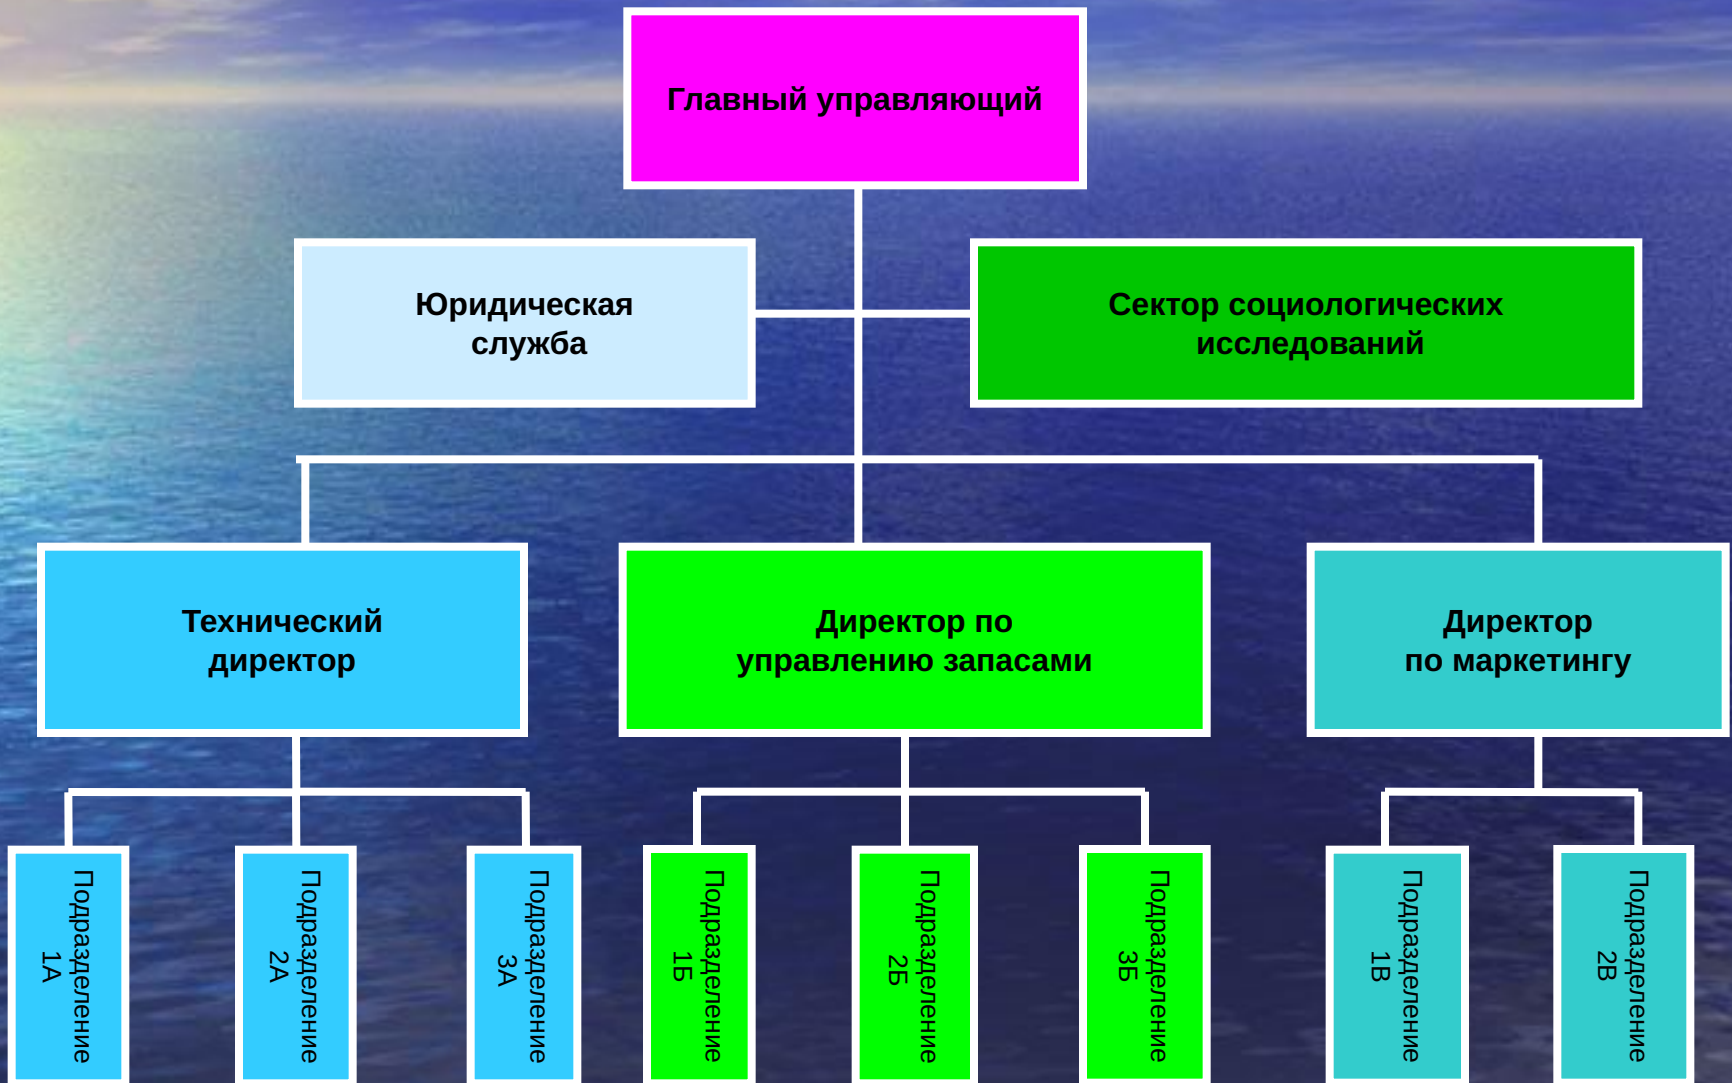 Главный управляющий
Юридическая
служба
Сектор социологических
исследований
Технический
директор
Директор по
управлению запасами
Директор
по маркетингу
Подразделение
1А
Подразделение
2А
Подразделение
3А
Подразделение
1Б
Подразделение
2Б
Подразделение
3Б
Подразделение
1В
Подразделение
2В